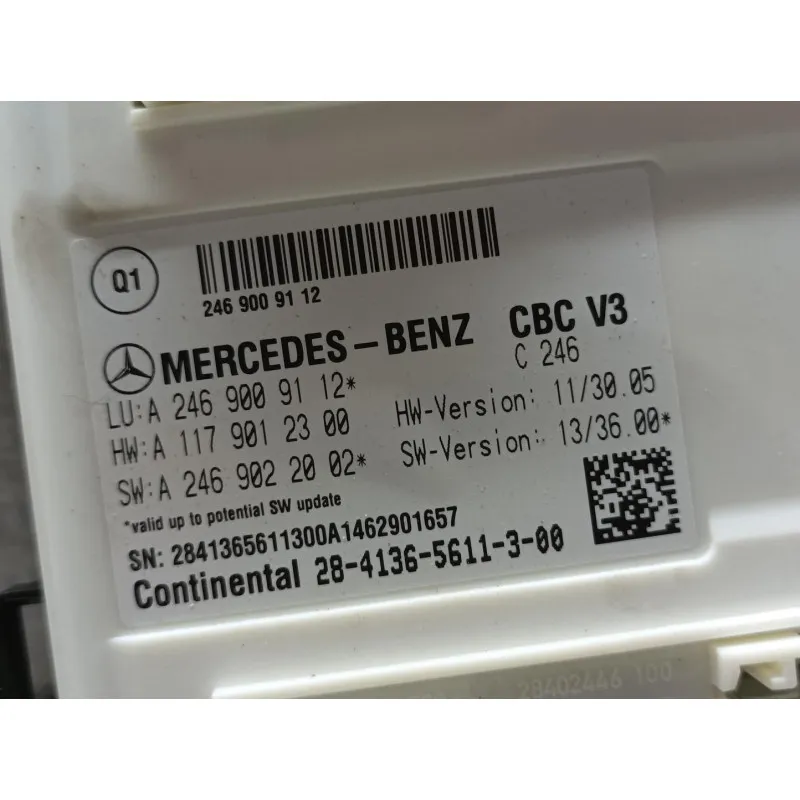 Q1
246 900 91 12
MERCEDES-BENZ CBC V3
C 246
LU:A 246 900 91 12*
HW-Version: 11/30.05
HW:A 117 901 23 00
SW-Version: 13/36.00*
SW:A 246 902 20 02*
*valid up to potential SW update
SN: 2841365611300A1462901657
Continental 28-4136-5611-3-00
28402446 100